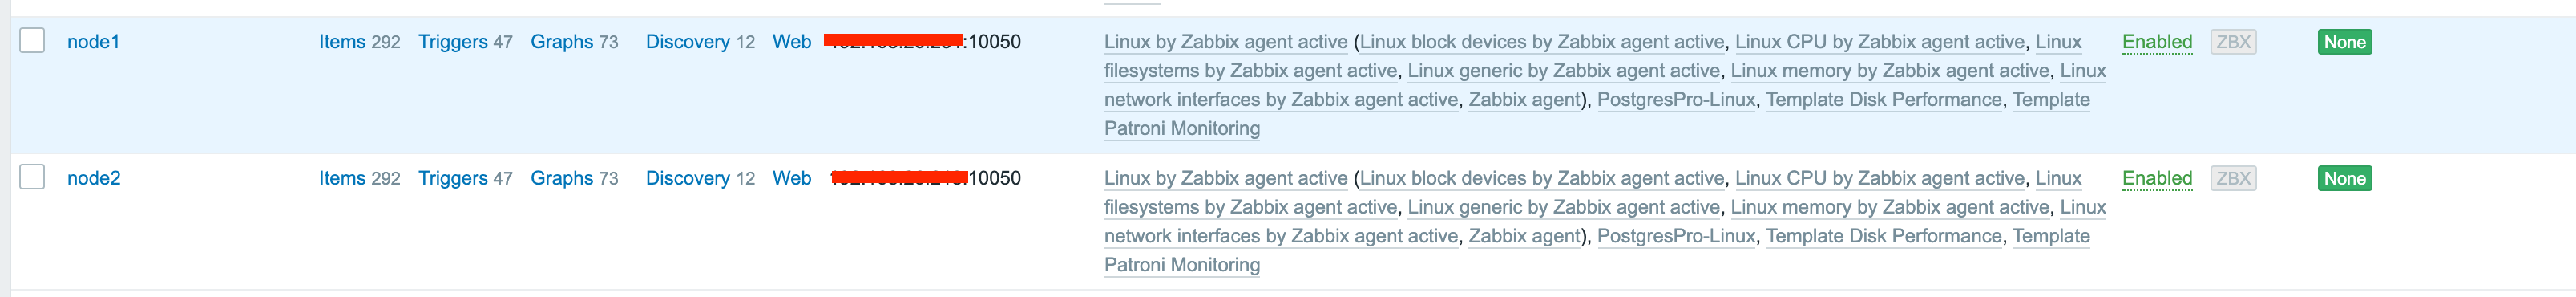 node1 Items 292 Triggers 47 Graphs 73 Discovery 12 Web :10050 Linux by Zabbix agent active (Linux block devices by Zabbix agent active, Linux CPU by Zabbix agent active, Linux Enabled ZBX None
filesystems by Zabbix agent active, Linux generic by Zabbix agent active, Linux memory by Zabbix agent active, Linux
network interfaces by Zabbix agent active, Zabbix agent), PostgresPro-Linux, Template Disk Performance, Template
Patroni Monitoring
node2 Items 292 Triggers 47 Graphs 73 Discovery 12 Web 10050 Linux by Zabbix agent active (Linux block devices by Zabbix agent active, Linux CPU by Zabbix agent active, Linux Enabled ZBX None
filesystems by Zabbix agent active, Linux generic by Zabbix agent active, Linux memory by Zabbix agent active, Linux
network interfaces by Zabbix agent active, Zabbix agent), PostgresPro-Linux, Template Disk Performance, Template
Patroni Monitoring